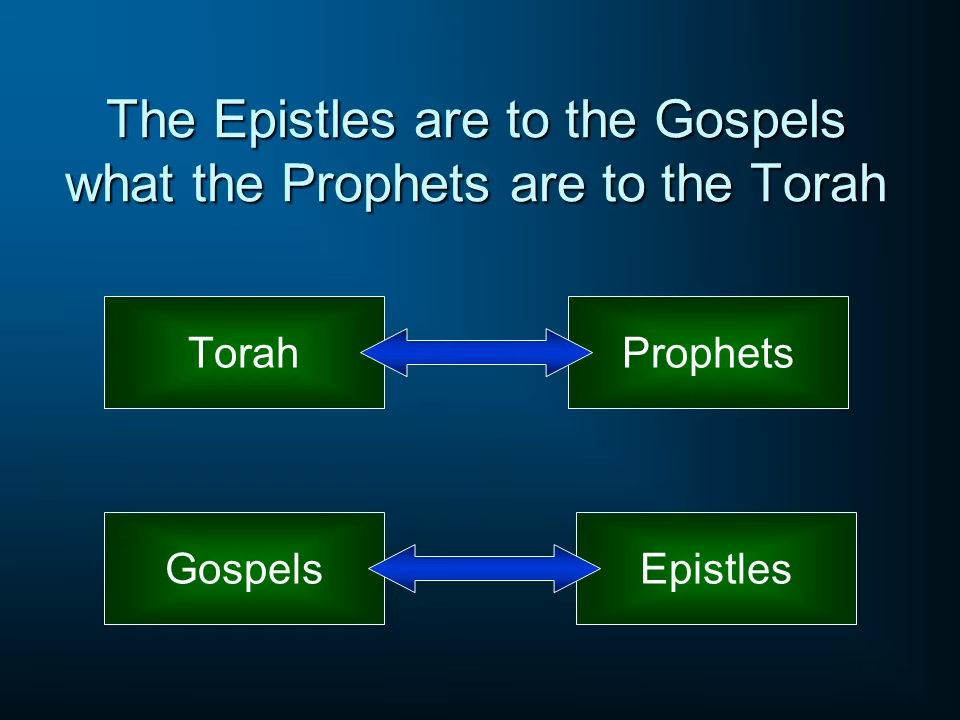 The Epistles are to the Gospels
what the Prophets are to the Torah
Torah
Prophets
Gospels
Epistles